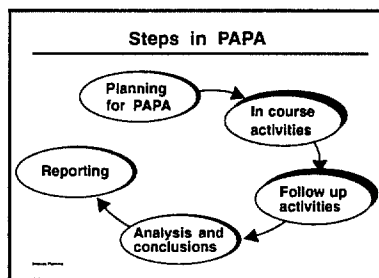 Steps in PAPA
Planning
for PAPA
In course
activities
Follow up
activities
Analysis and
conclusions
Reporting